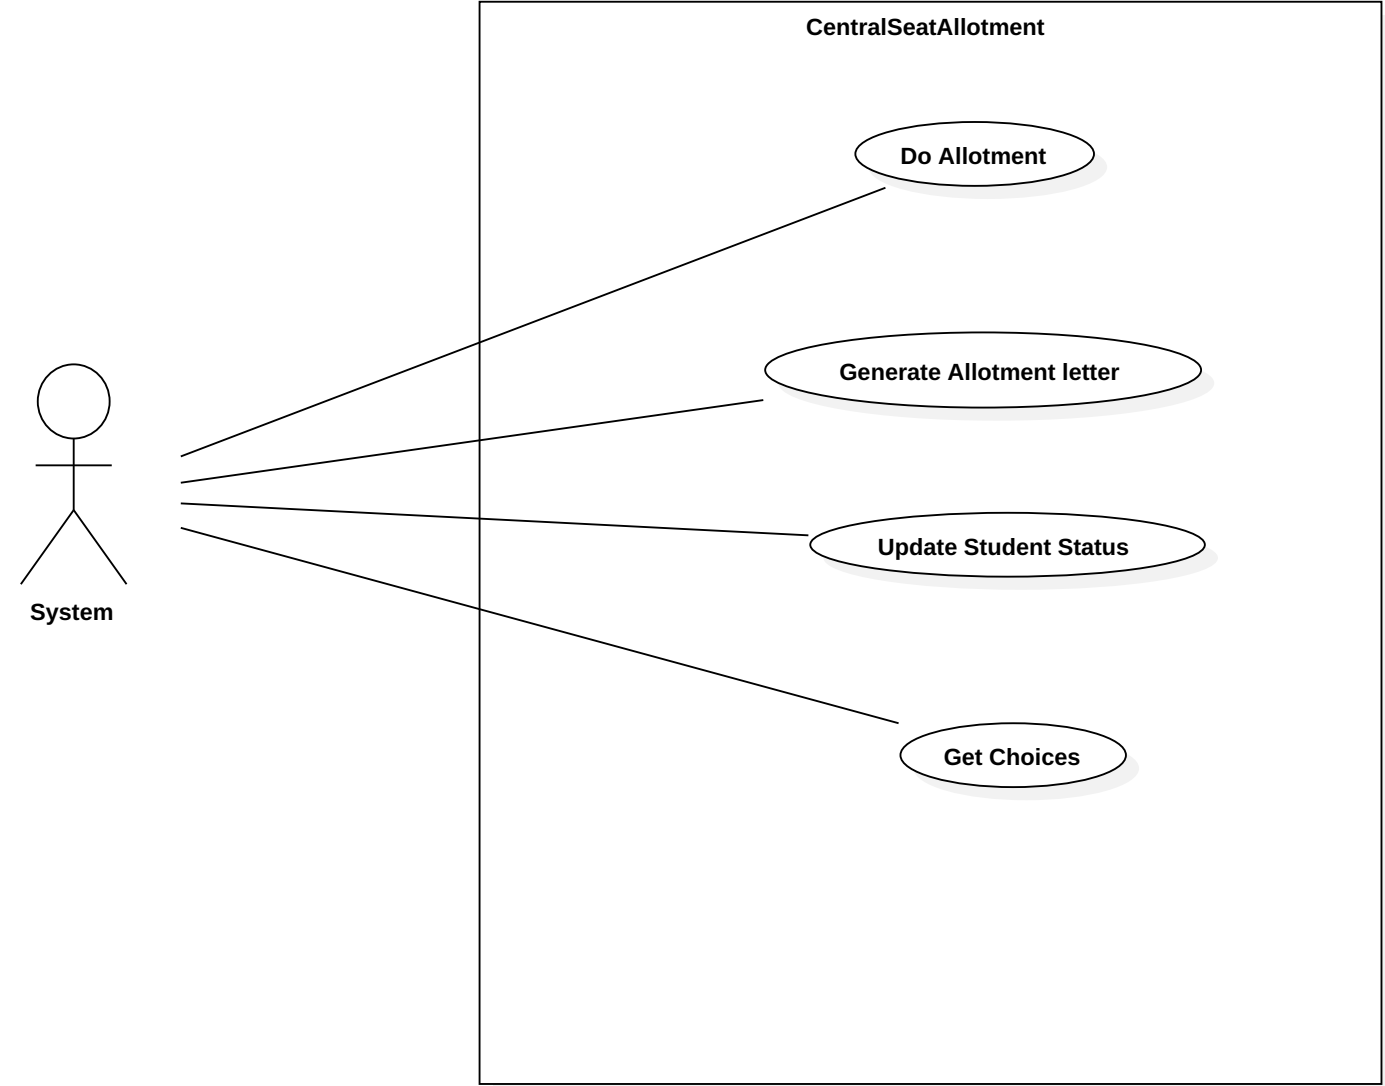 CentralSeatAllotment
Do Allotment
Generate Allotment letter
Update Student Status
System
Get Choices